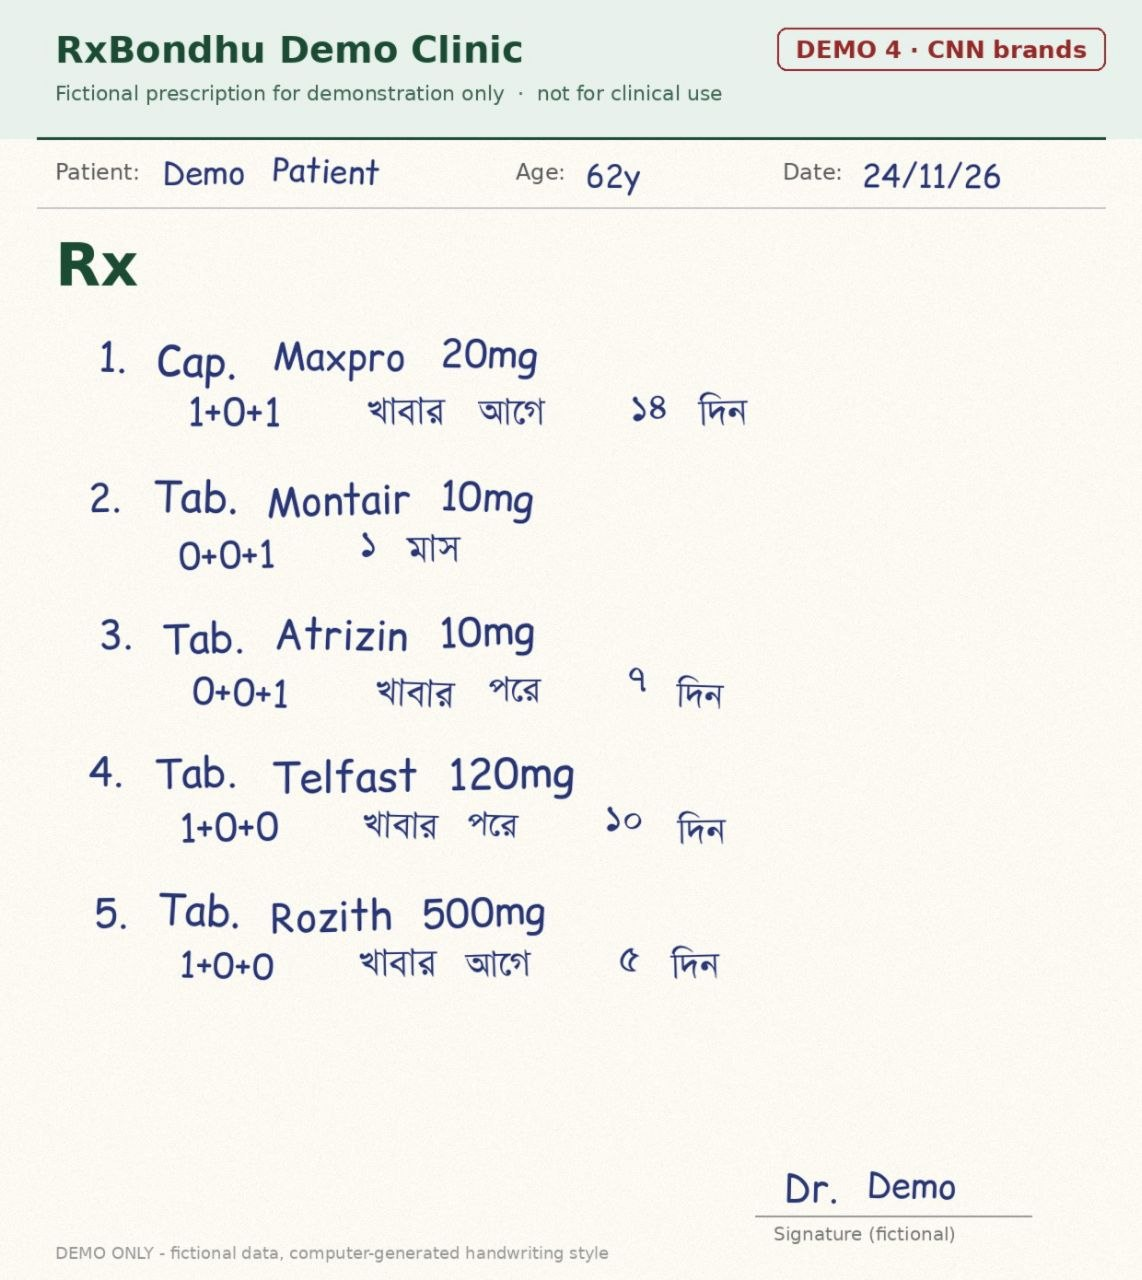 RxBondhu Demo Clinic
DEMO 4 · CNN brands
Fictional prescription for demonstration only · not for clinical use
Patient: Demo Patient Age: 62y Date: 24/11/26
Rx
1. Cap. Maxpro 20mg
1+0+1 খাবার আগে ১৪ দিন
2. Tab. Montair 10mg
0+0+1 ১ মাস
3. Tab. Atrizin 10mg
0+0+1 খাবার পরে ৭ দিন
4. Tab. Telfast 120mg
1+0+0 খাবার পরে ১০ দিন
5. Tab. Rozith 500mg
1+0+0 খাবার আগে ৫ দিন
Dr. Demo
Signature (fictional)
DEMO ONLY - fictional data, computer-generated handwriting style